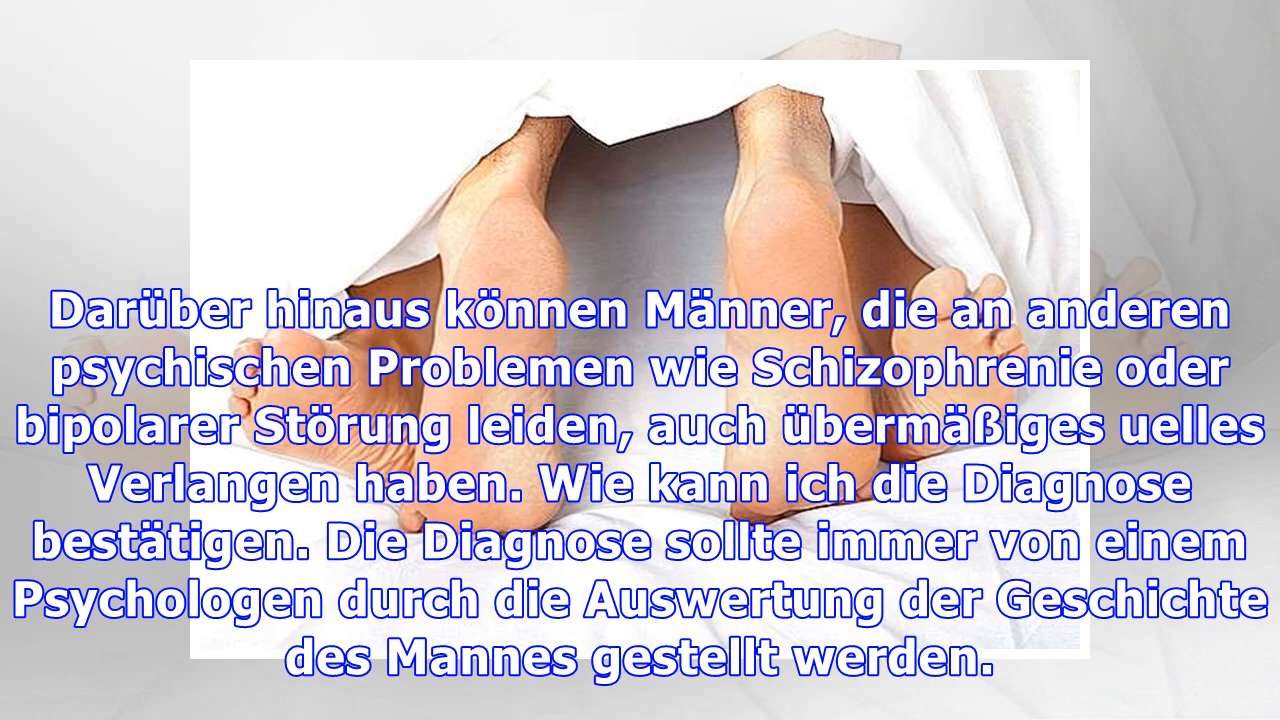 Darüber hinaus können Männer, die an anderen
psychischen Problemen wie Schizophrenie oder
bipolarer Störung leiden, auch übermäßiges uelles
Verlangen haben. Wie kann ich die Diagnose
bestätigen. Die Diagnose sollte immer von einem
Psychologen durch die Auswertung der Geschichte
des Mannes gestellt werden.